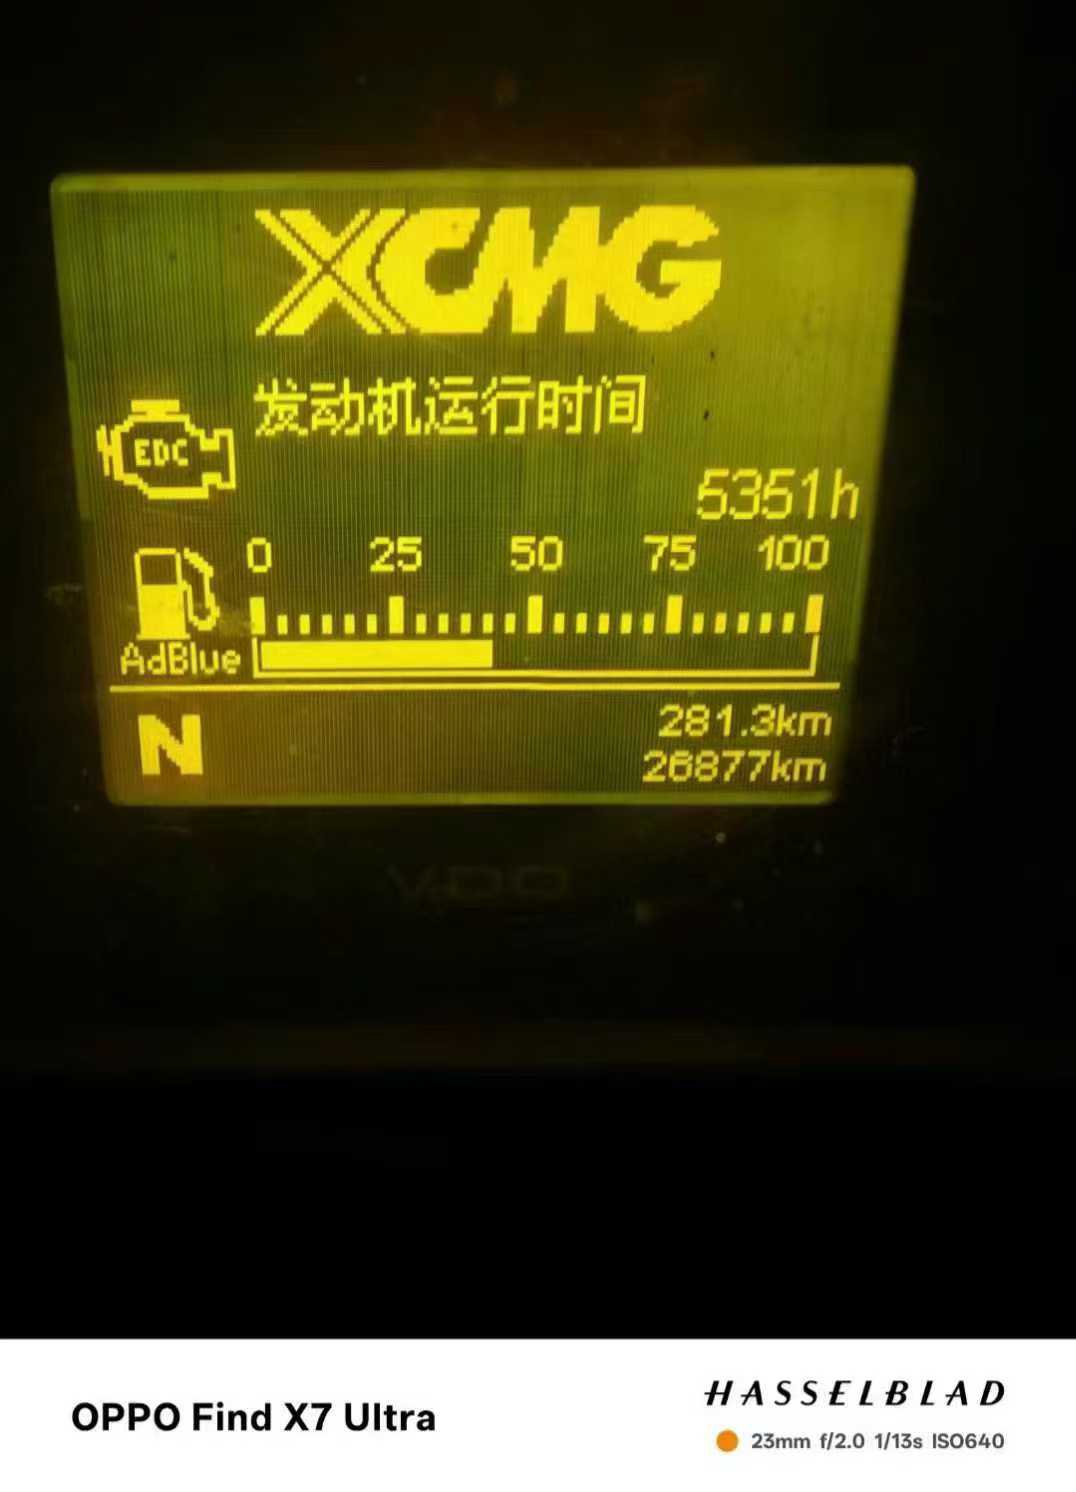 XCMG
发动机运行时间
EDC
5351h
0 25 50 75 100
AdBlue
N
281.3km
26877km
VDO
OPPO Find X7 Ultra
HASSELBLAD
23mm f/2.0 1/13s ISO640